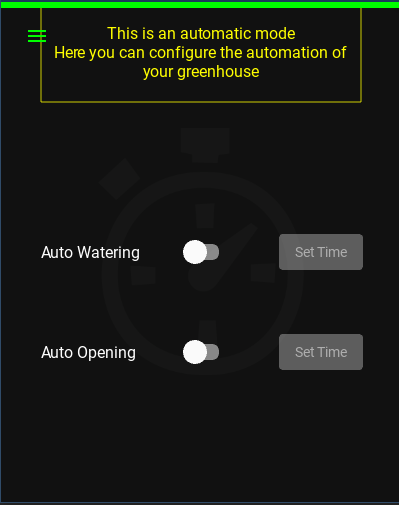 This is an automatic mode
Here you can configure the automation of
your greenhouse
Auto Watering
Set Time
Auto Opening
Set Time